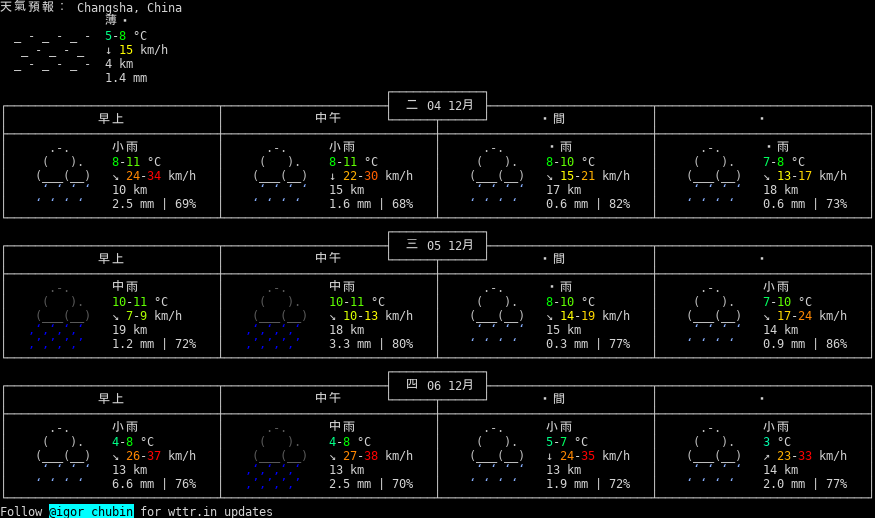 天氣預報： Changsha, China
薄・
5-8 °C
↓ 15 km/h
4 km
1.4 mm
二 04 12月
早上 中午 ・間 ・
小雨 小雨 ・雨 ・雨
8-11 °C 8-11 °C 8-10 °C 7-8 °C
↘ 24-34 km/h ↓ 22-30 km/h ↘ 15-21 km/h ↘ 13-17 km/h
10 km 15 km 17 km 18 km
2.5 mm | 69% 1.6 mm | 68% 0.6 mm | 82% 0.6 mm | 73%
三 05 12月
早上 中午 ・間 ・
中雨 中雨 ・雨 小雨
10-11 °C 10-11 °C 8-10 °C 7-10 °C
↘ 7-9 km/h ↘ 10-13 km/h ↘ 14-19 km/h ↘ 17-24 km/h
19 km 18 km 15 km 14 km
1.2 mm | 72% 3.3 mm | 80% 0.3 mm | 77% 0.9 mm | 86%
四 06 12月
早上 中午 ・間 ・
小雨 中雨 小雨 小雨
4-8 °C 4-8 °C 5-7 °C 3 °C
↘ 26-37 km/h ↘ 27-38 km/h ↓ 24-35 km/h ↗ 23-33 km/h
13 km 13 km 13 km 14 km
6.6 mm | 76% 2.5 mm | 70% 1.9 mm | 72% 2.0 mm | 77%
Follow @igor_chubin for wttr.in updates